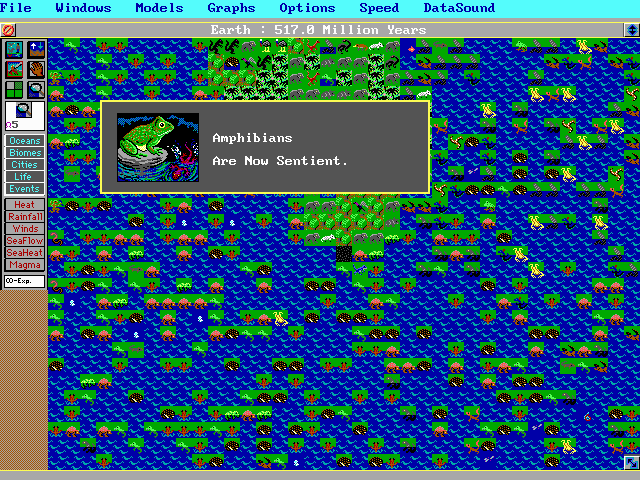 File Windows Models Graphs Options Speed DataSound
Earth : 517.0 Million Years
Ω5
Amphibians
Are Now Sentient.
Oceans
Biomes
Cities
Life
Events
Heat
Rainfall
Winds
SeaFlow
SeaHeat
Magma